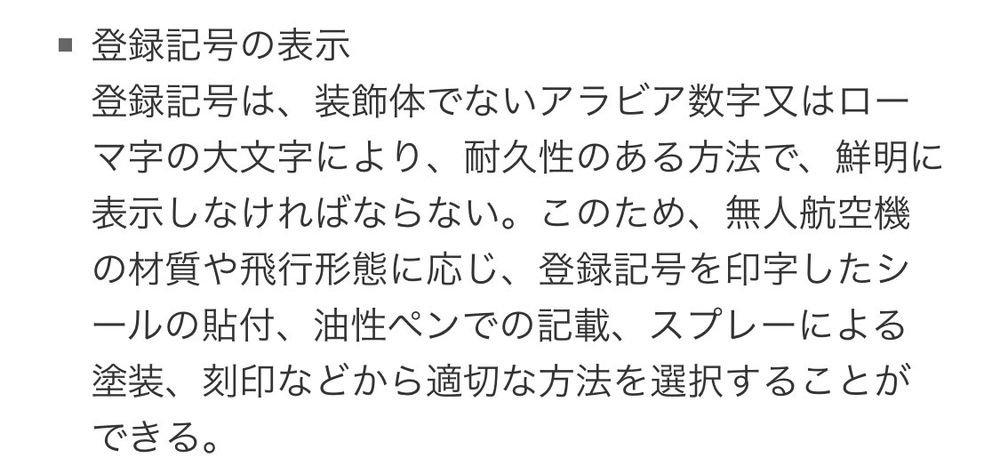 ■ 登録記号の表示
登録記号は、装飾体でないアラビア数字又はロー
マ字の大文字により、耐久性のある方法で、鮮明に
表示しなければならない。このため、無人航空機
の材質や飛行形態に応じ、登録記号を印字したシ
ールの貼付、油性ペンでの記載、スプレーによる
塗装、刻印などから適切な方法を選択することが
できる。